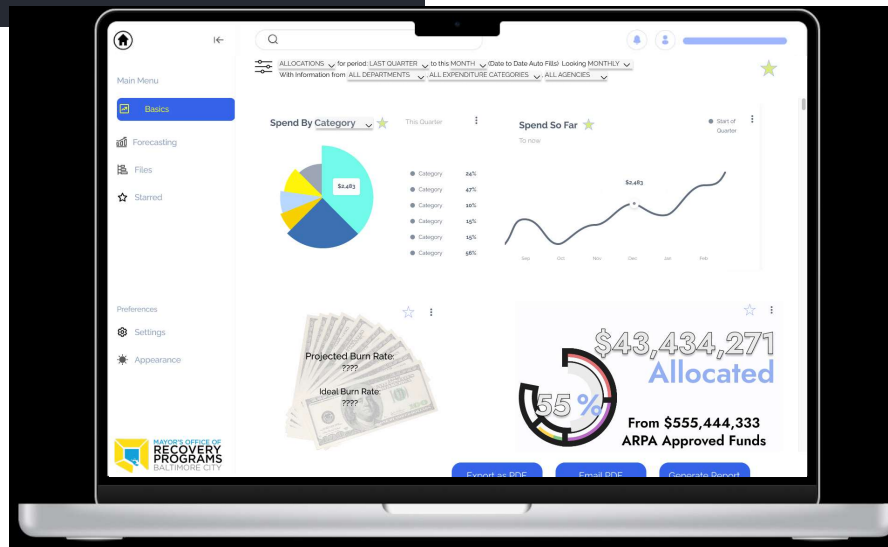 ALLOCATIONS for period: LAST QUARTER to this MONTH (Date to Date Auto Fills) Looking MONTHLY
With Information from ALL DEPARTMENTS , ALL EXPENDITURE CATEGORIES , ALL AGENCIES
Main Menu
Basics
Forecasting
Files
Starred
Preferences
Settings
Appearance
MAYOR'S OFFICE OF
RECOVERY
PROGRAMS
BALTIMORE CITY
Spend By Category
This Quarter
$2,483
Category 24%
Category 47%
Category 10%
Category 15%
Category 15%
Category 56%
Spend So Far
To now
Start of
Quarter
$2,483
Sep Oct Nov Dec Jan Feb
Projected Burn Rate:
????
Ideal Burn Rate:
????
$43,434,271
Allocated
55 %
From $555,444,333
ARPA Approved Funds
Export as PDF Email PDF Generate Report